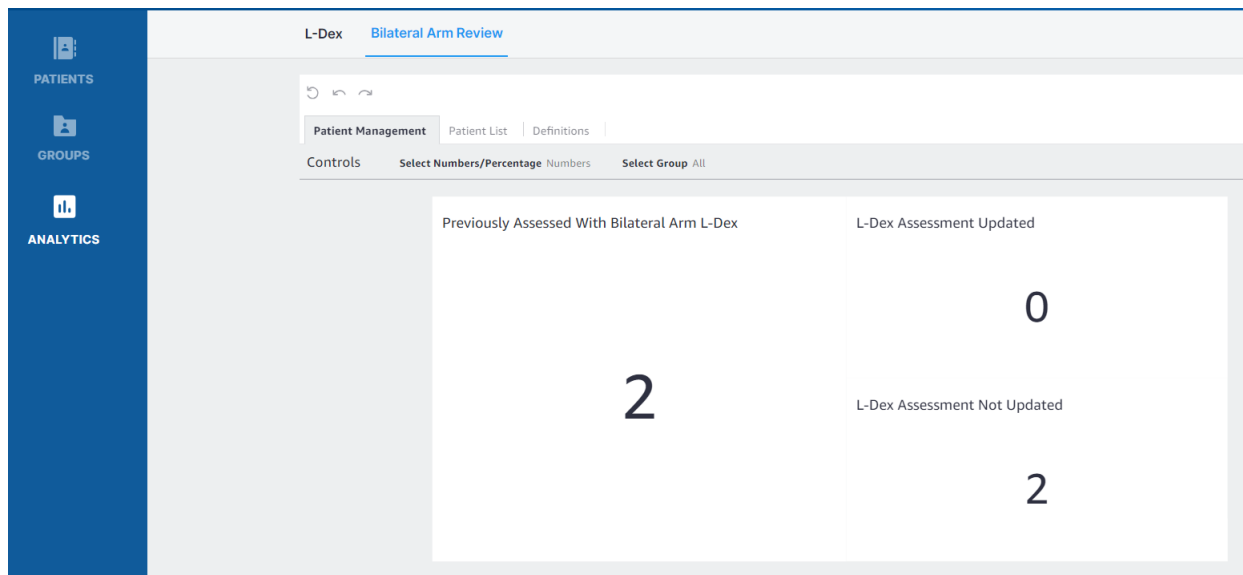 L-Dex Bilateral Arm Review
PATIENTS
GROUPS
ANALYTICS
Patient Management Patient List Definitions
Controls Select Numbers/Percentage Numbers Select Group All
Previously Assessed With Bilateral Arm L-Dex
2
L-Dex Assessment Updated
0
L-Dex Assessment Not Updated
2